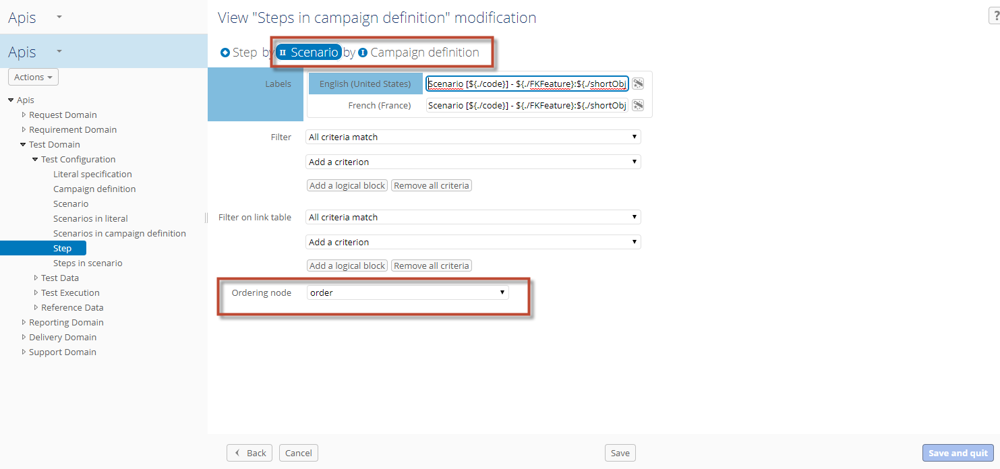 Apis
View "Steps in campaign definition" modification
?
Apis
Step by II Scenario by I Campaign definition
Actions
Labels
English (United States)
Scenario [${./code}] - ${./FKFeature}:${./shortObj
French (France)
Scenario [${./code}] - ${./FKFeature}:${./shortObj
Filter
All criteria match
Add a criterion
Add a logical block
Remove all criteria
Filter on link table
All criteria match
Add a criterion
Add a logical block
Remove all criteria
Ordering node
order
Apis
Request Domain
Requirement Domain
Test Domain
Test Configuration
Literal specification
Campaign definition
Scenario
Scenarios in literal
Scenarios in campaign definition
Step
Steps in scenario
Test Data
Test Execution
Reference Data
Reporting Domain
Delivery Domain
Support Domain
Back
Cancel
Save
Save and quit